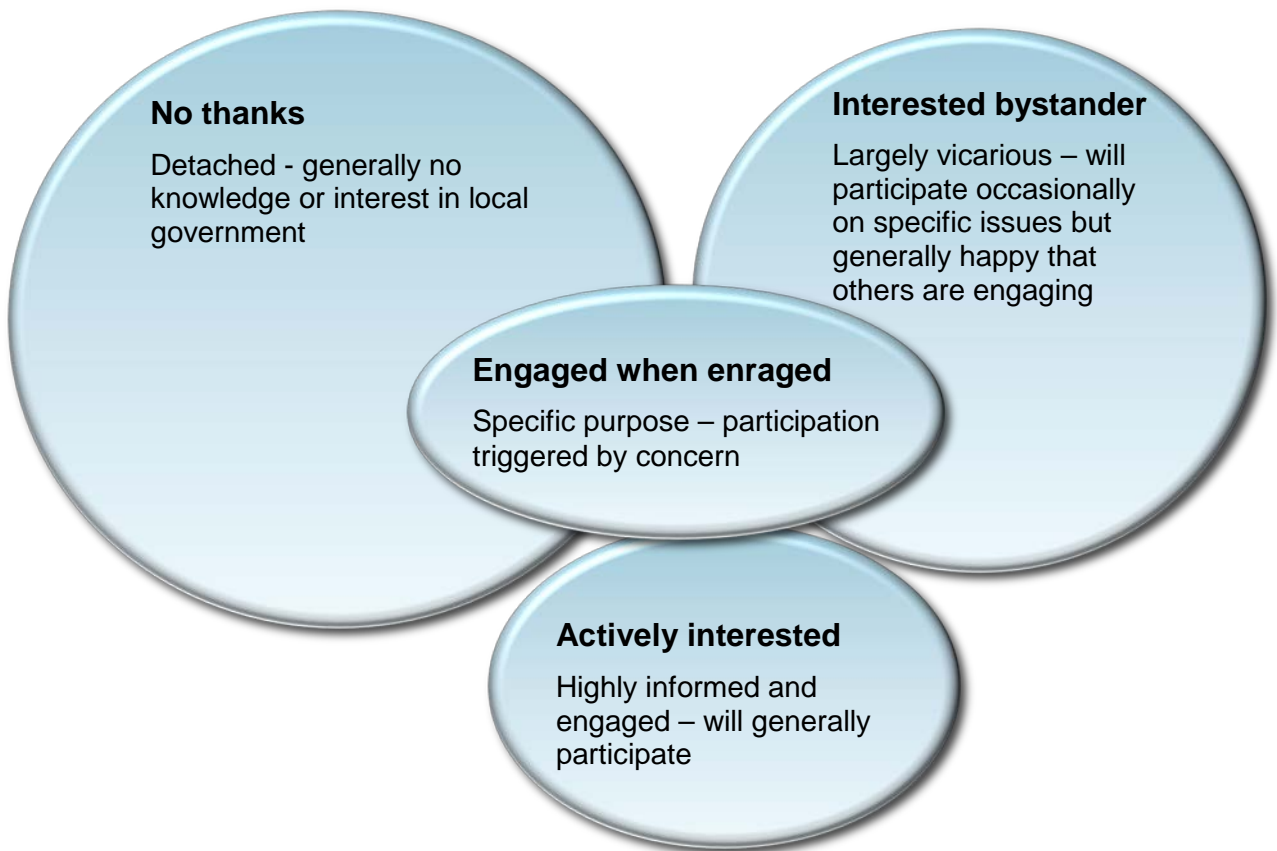 No thanks
Detached - generally no
knowledge or interest in local
government
Interested bystander
Largely vicarious – will
participate occasionally
on specific issues but
generally happy that
others are engaging
Engaged when enraged
Specific purpose – participation
triggered by concern
Actively interested
Highly informed and
engaged – will generally
participate